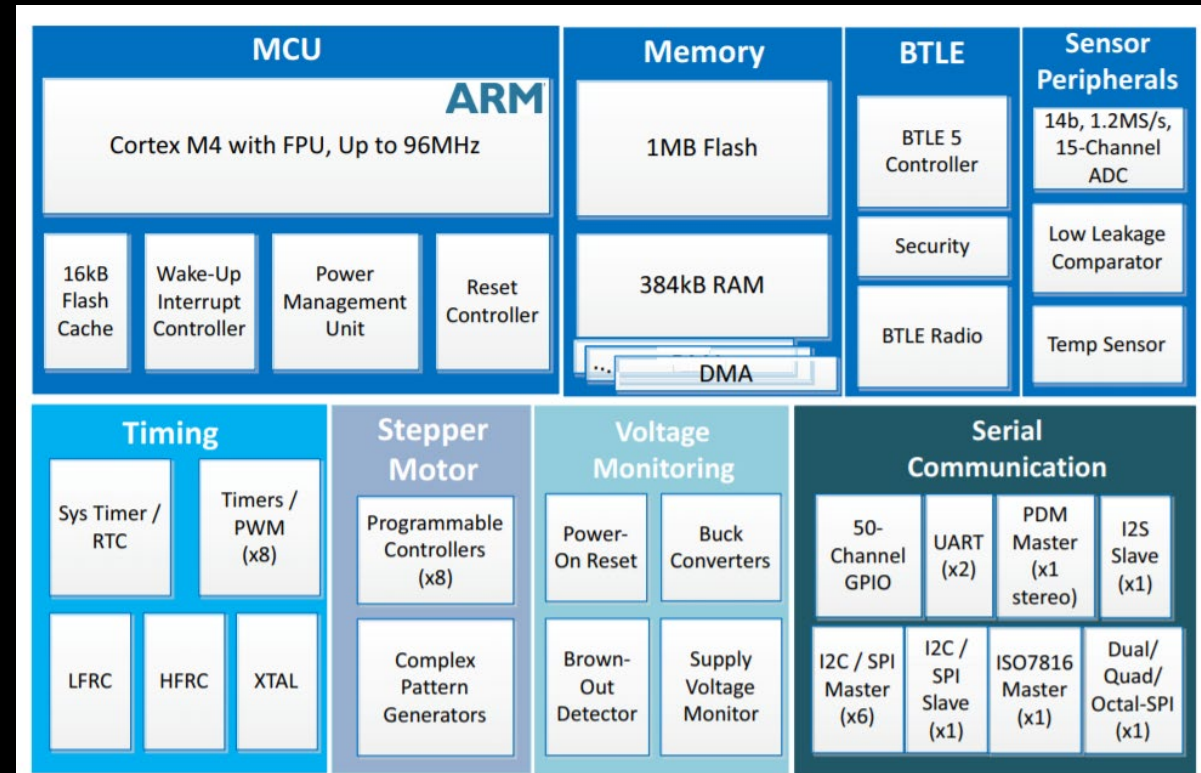 MCU
ARM
Cortex M4 with FPU, Up to 96MHz
16kB
Flash
Cache
Wake-Up
Interrupt
Controller
Power
Management
Unit
Reset
Controller
Memory
1MB Flash
384kB RAM
...
DMA
BTLE
BTLE 5
Controller
Security
BTLE Radio
Sensor
Peripherals
14b, 1.2MS/s,
15-Channel
ADC
Low Leakage
Comparator
Temp Sensor
Timing
Sys Timer /
RTC
Timers /
PWM
(x8)
LFRC
HFRC
XTAL
Stepper
Motor
Programmable
Controllers
(x8)
Complex
Pattern
Generators
Voltage
Monitoring
Power-
On Reset
Buck
Converters
Brown-
Out
Detector
Supply
Voltage
Monitor
Serial
Communication
50-
Channel
GPIO
UART
(x2)
PDM
Master
(x1
stereo)
I2S
Slave
(x1)
I2C / SPI
Master
(x6)
I2C /
SPI
Slave
(x1)
ISO7816
Master
(x1)
Dual/
Quad/
Octal-SPI
(x1)